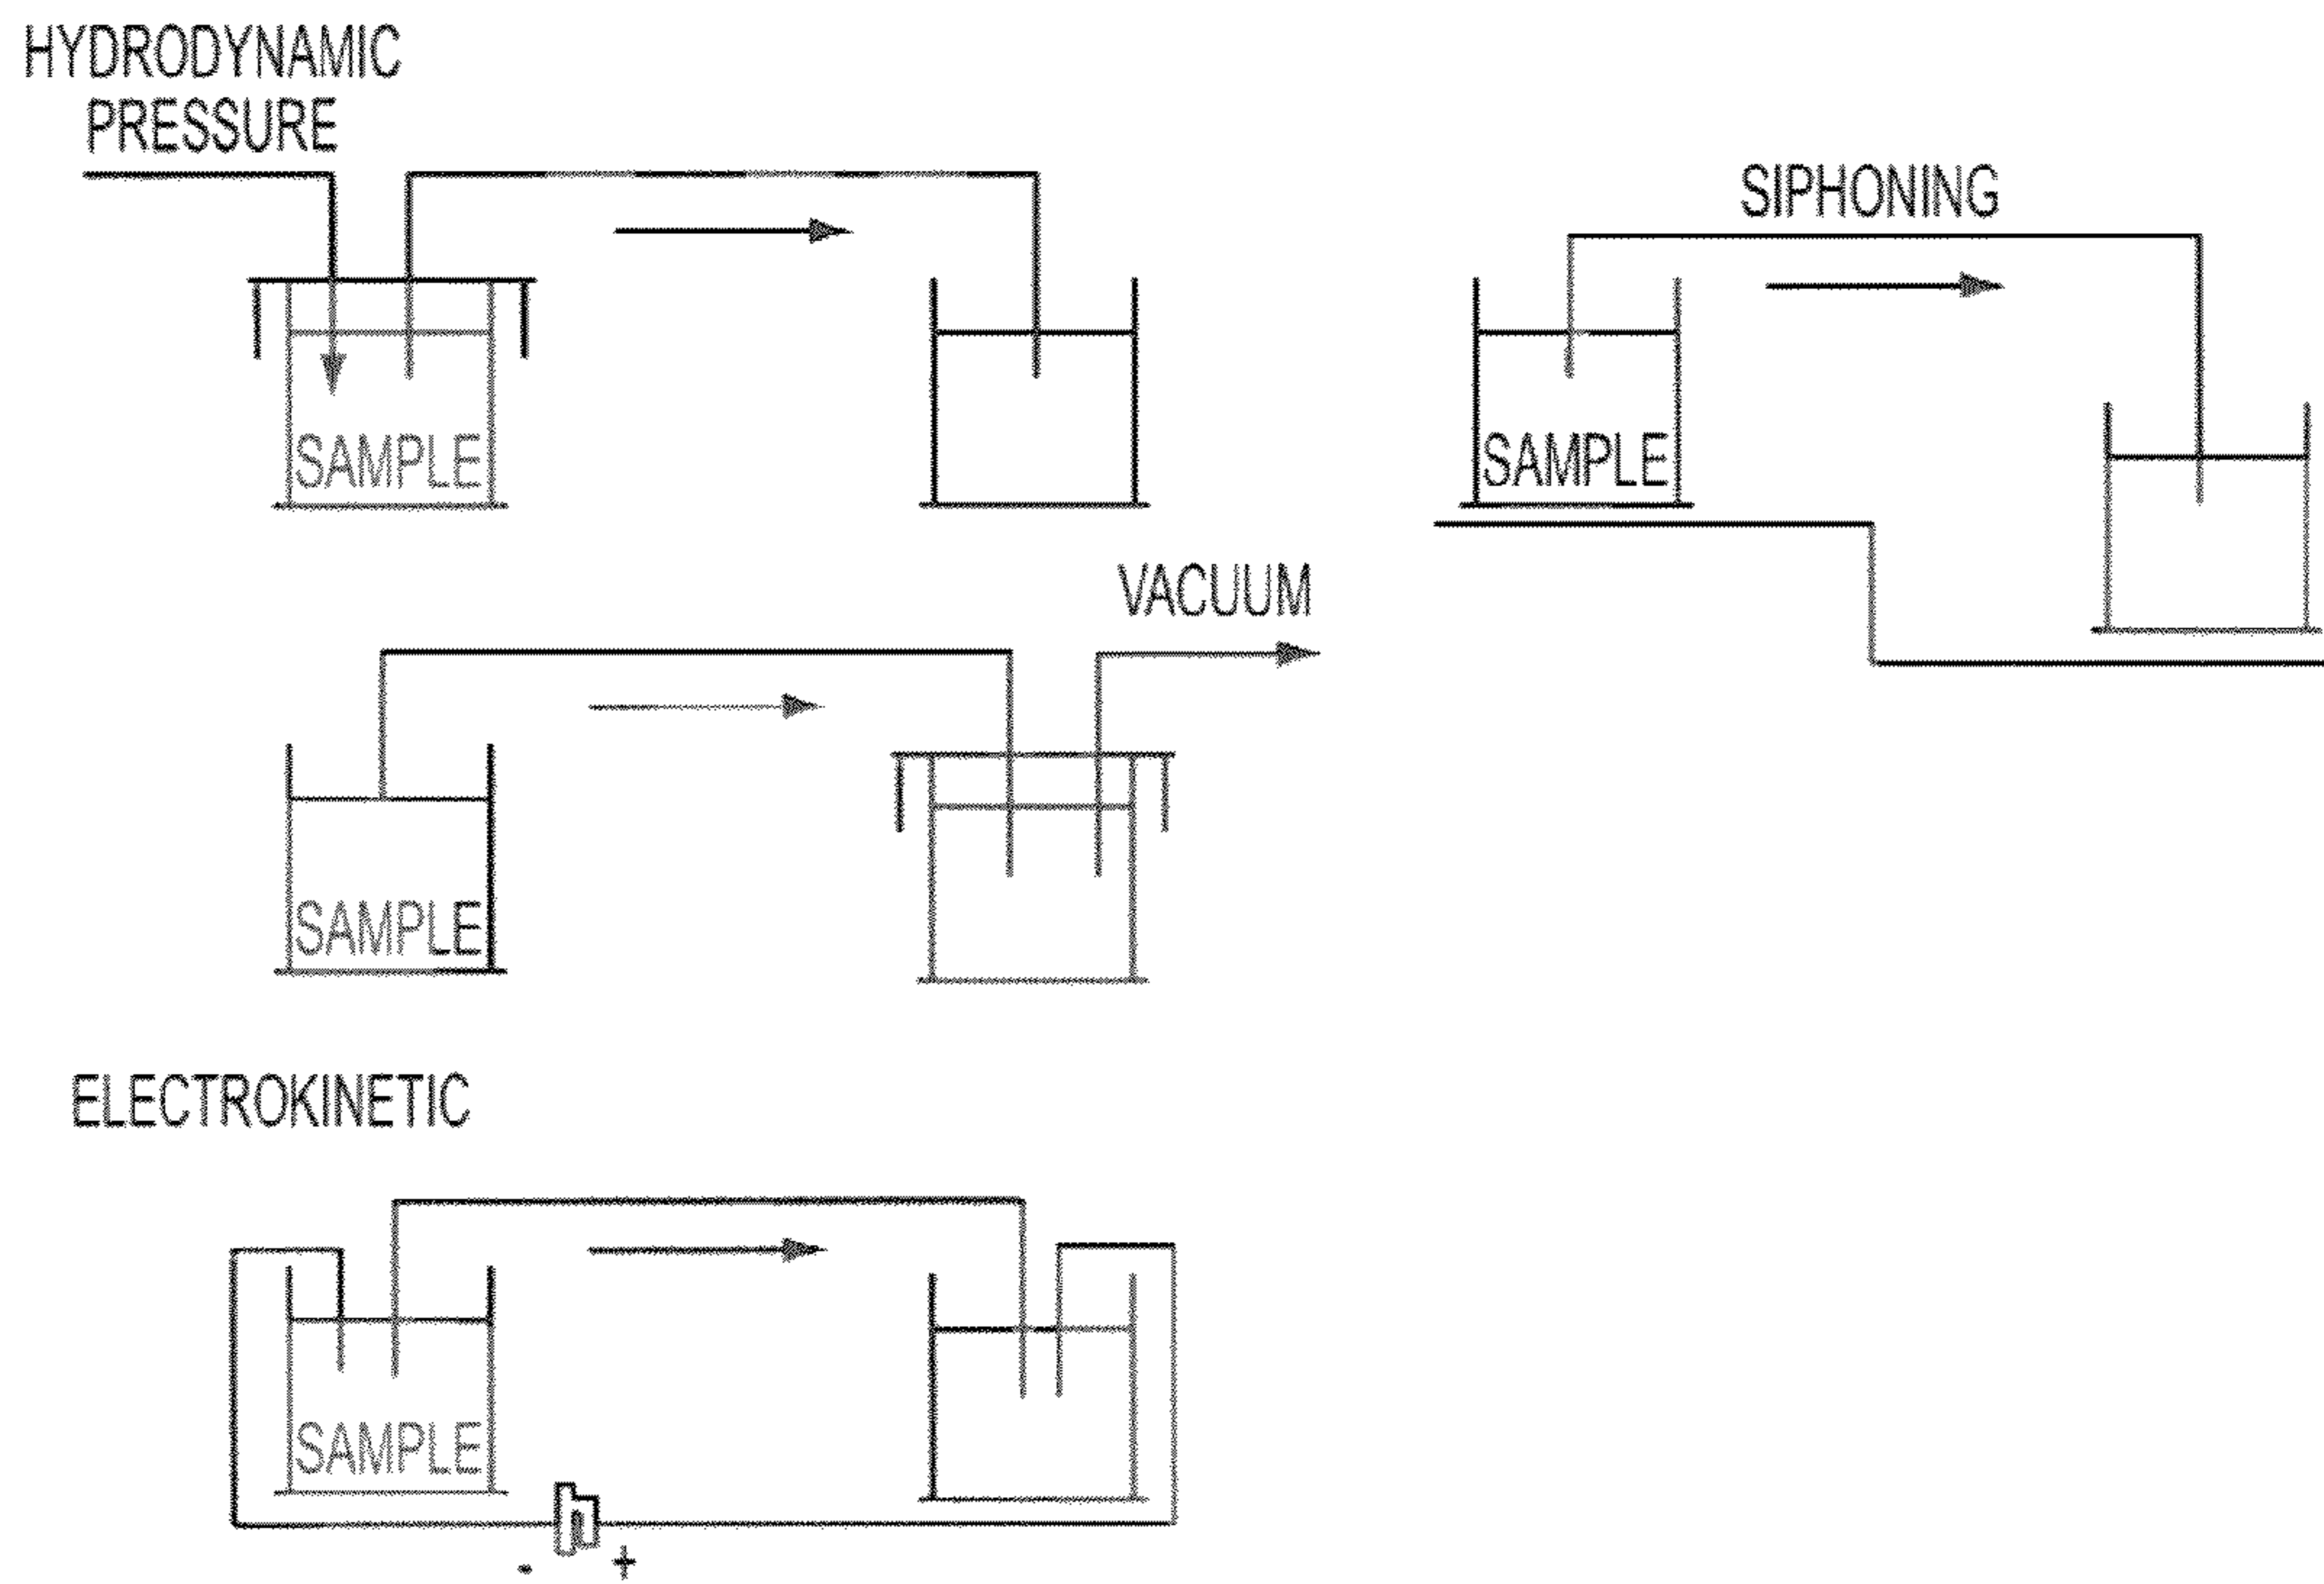 HYDRODYNAMIC
PRESSURE
SAMPLE
SIPHONING
SAMPLE
VACUUM
SAMPLE
ELECTROKINETIC
SAMPLE
- +